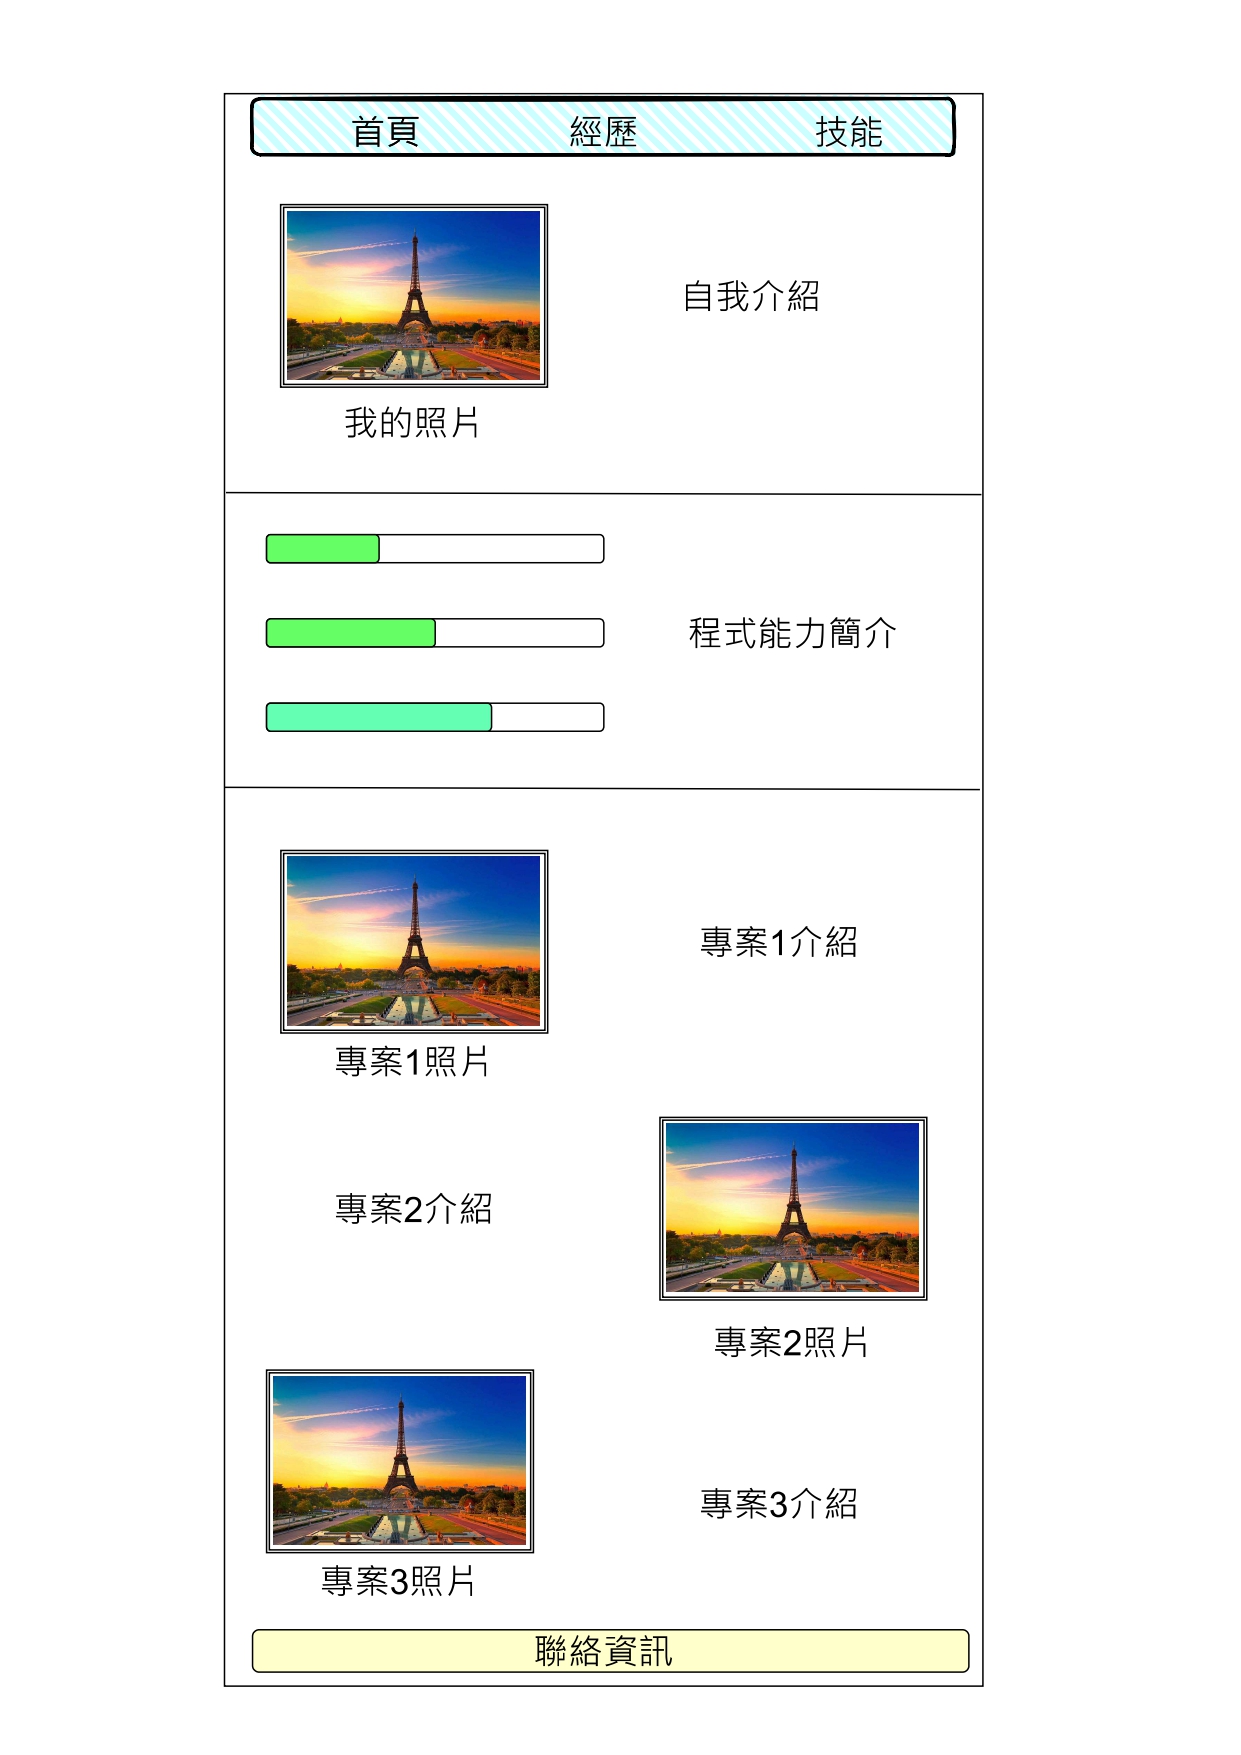 首頁 經歷 技能
自我介紹
我的照片
程式能力簡介
專案1介紹
專案1照片
專案2介紹
專案2照片
專案3介紹
專案3照片
聯絡資訊